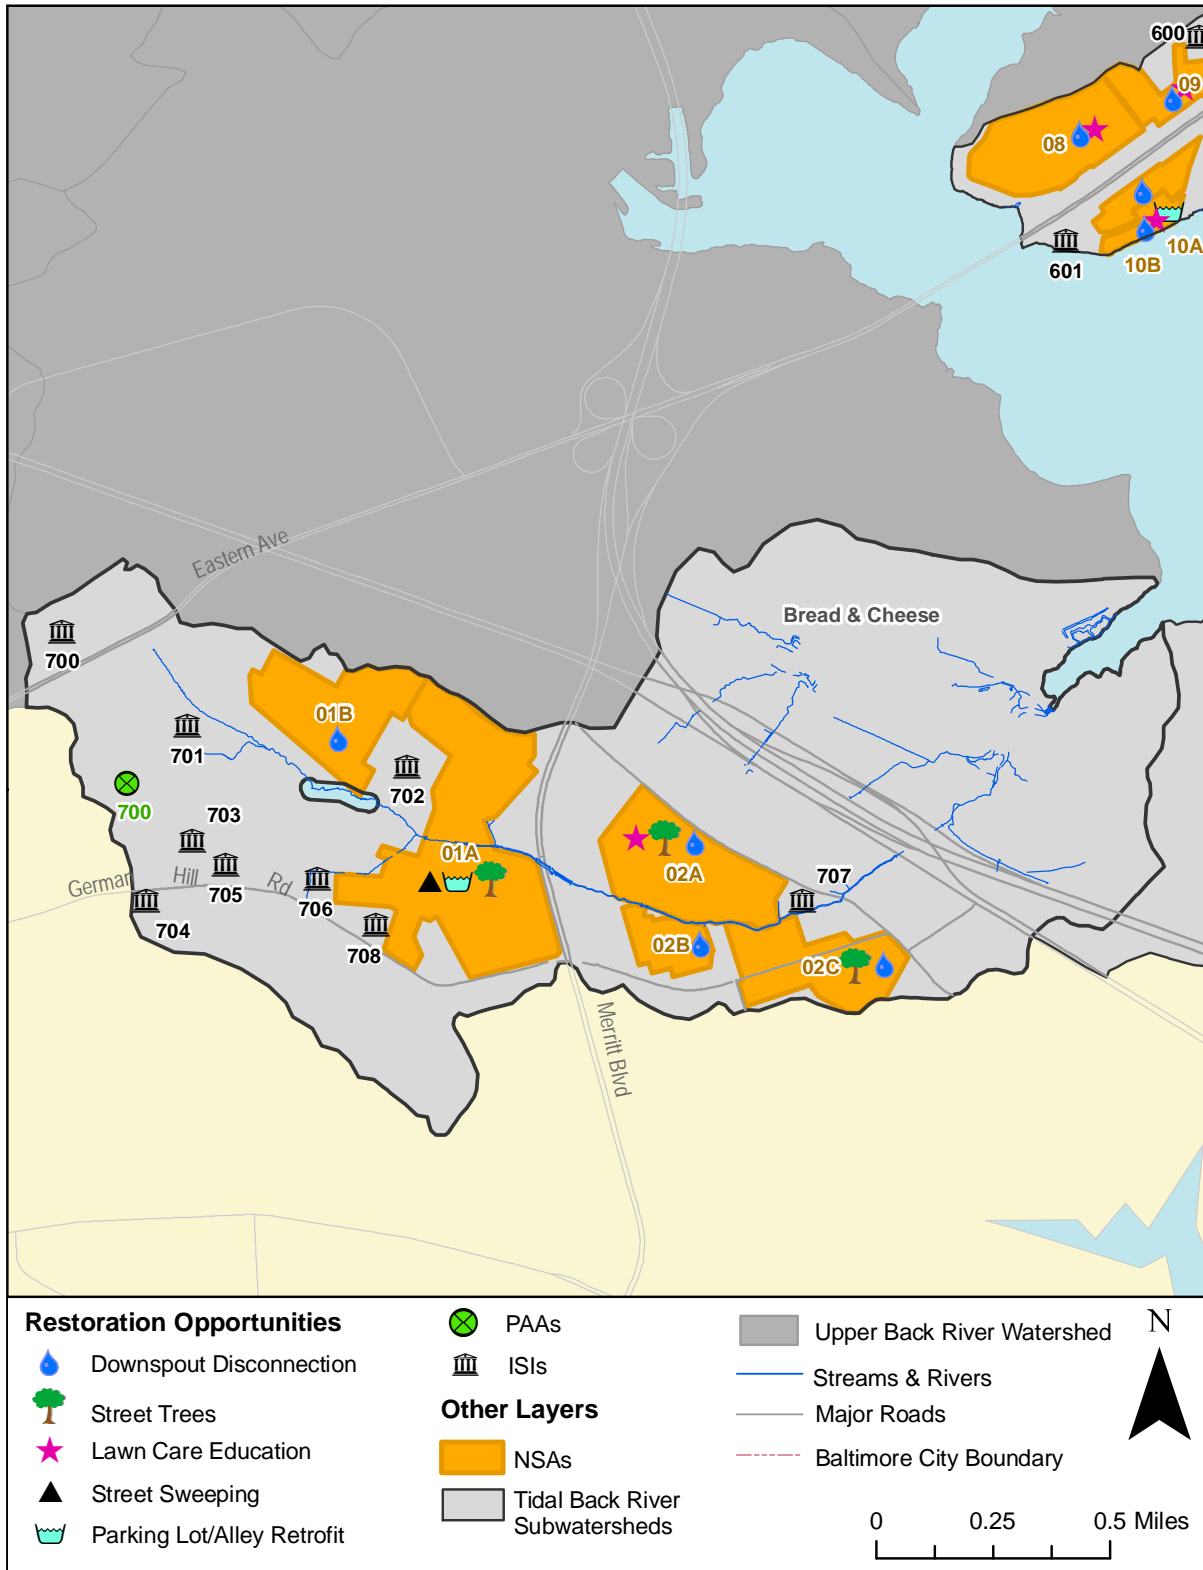 600
09
08
10A
10B
601
Eastern Ave
Bread & Cheese
700
01B
701
702
700
703
01A
02A
707
German Hill Rd
705
706
704
708
02B
02C
Merritt Blvd
Restoration Opportunities
Downspout Disconnection
Street Trees
Lawn Care Education
Street Sweeping
Parking Lot/Alley Retrofit
PAAs
ISIs
Other Layers
NSAs
Tidal Back River
Subwatersheds
Upper Back River Watershed
Streams & Rivers
Major Roads
Baltimore City Boundary
N
0 0.25 0.5 Miles